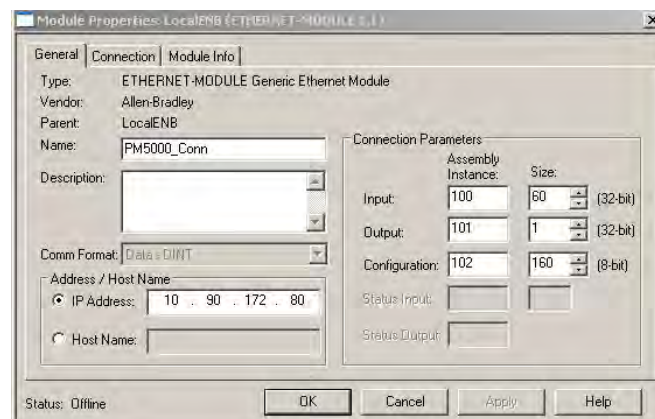 Module Properties: LocalENB (ETHERNET-MODULE 1.1)
General Connection Module Info
Type: ETHERNET-MODULE Generic Ethernet Module
Vendor: Allen-Bradley
Parent: LocalENB
Name: PM5000_Conn
Description:
Comm Format: Data - DINT
Address / Host Name
IP Address: 10 . 90 . 172 . 80
Host Name:
Connection Parameters
Assembly Instance: Size:
Input: 100 60 (32-bit)
Output: 101 1 (32-bit)
Configuration: 102 160 (8-bit)
Status Input:
Status Output
Status: Offline
OK Cancel Apply Help